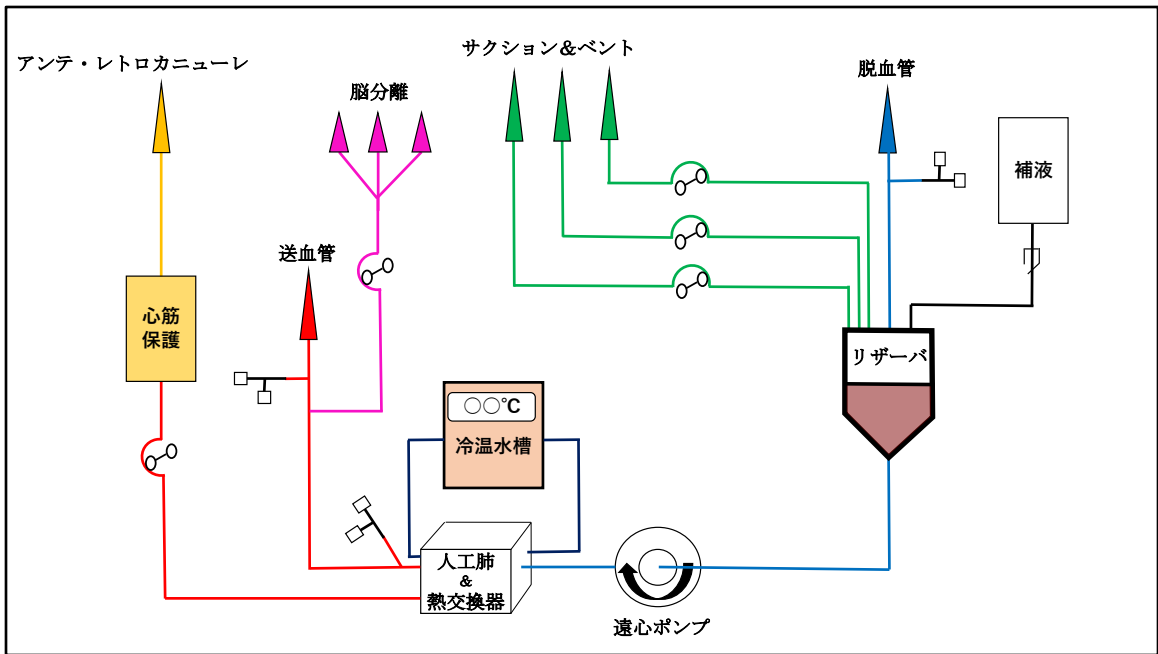 サクション&ベント
アンテ・レトロカニューレ
脱血管
脳分離
補液
送血管
心筋
保護
リザーバ
○○°C
冷温水槽
人工肺
&
熱交換器
遠心ポンプ